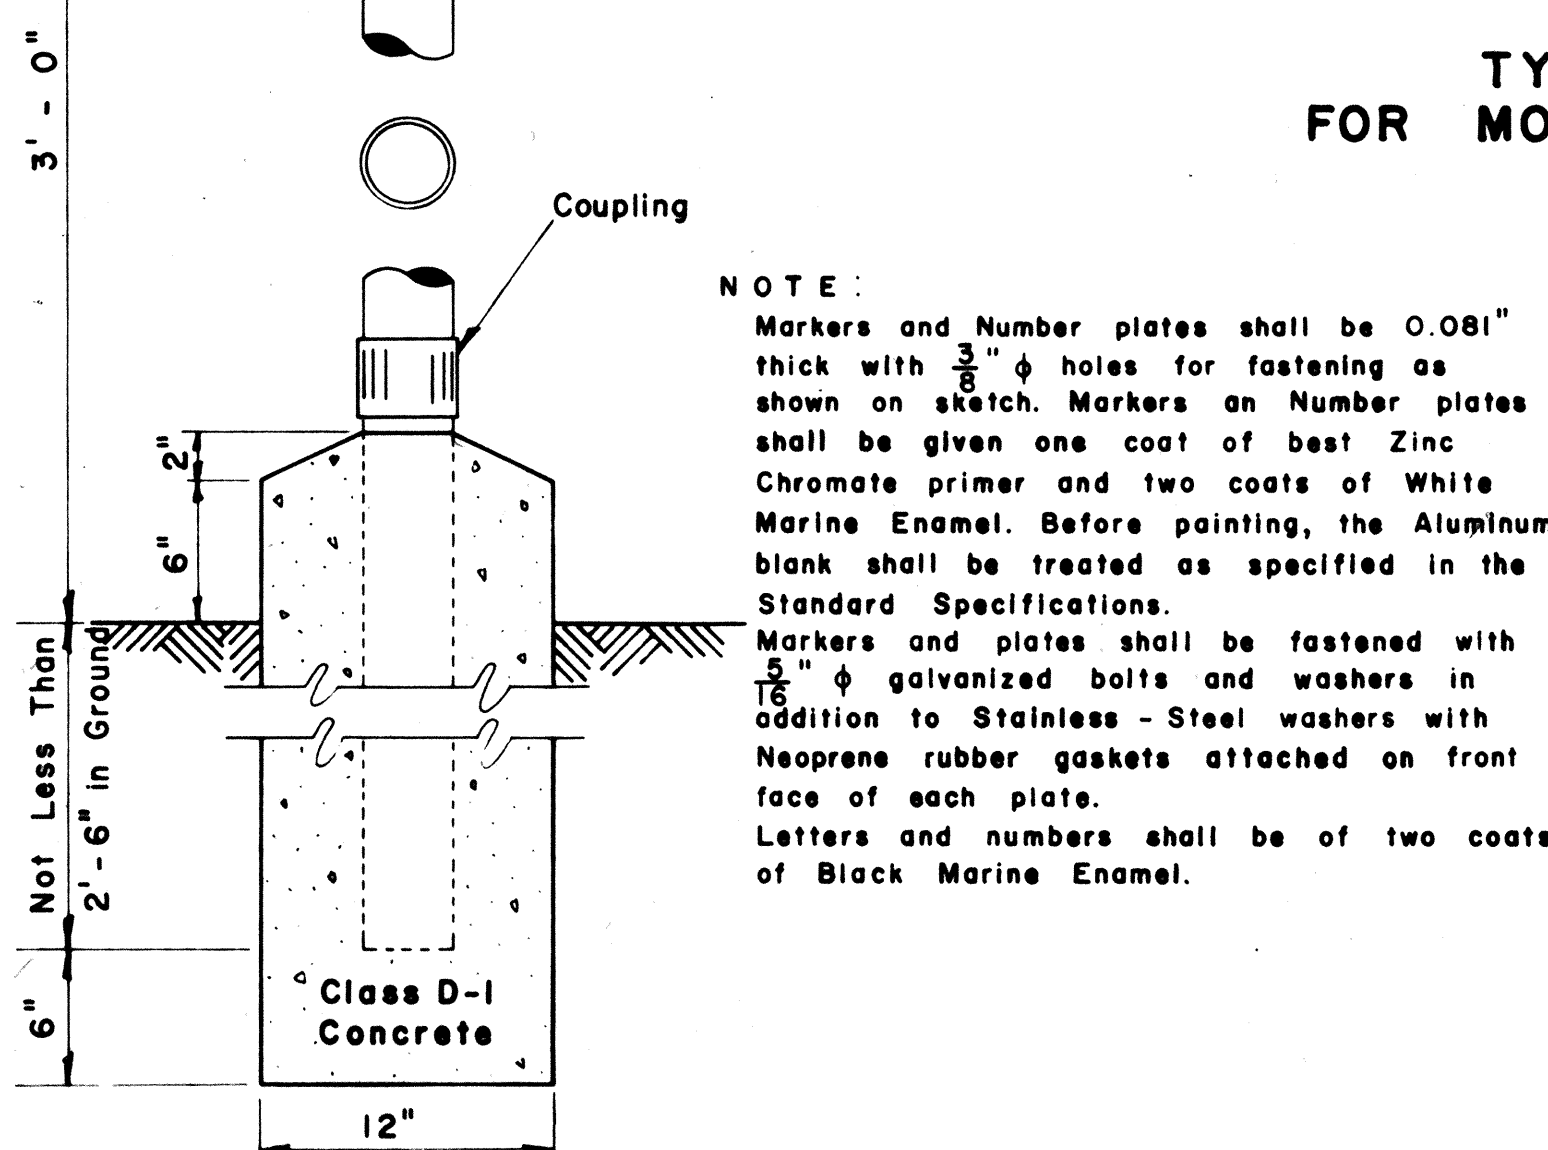 3' - 0"
TY
FOR MO
Coupling
NOTE:
Markers and Number plates shall be 0.081"
thick with 3/8" ϕ holes for fastening as
shown on sketch. Markers an Number plates
shall be given one coat of best Zinc
Chromate primer and two coats of White
Marine Enamel. Before painting, the Aluminum
blank shall be treated as specified in the
Standard Specifications.
Markers and plates shall be fastened with
5/16" ϕ galvanized bolts and washers in
addition to Stainless - Steel washers with
Neoprene rubber gaskets attached on front
face of each plate.
Letters and numbers shall be of two coats
of Black Marine Enamel.
2"
6"
Not Less Than
2' - 6" in Ground
6"
Class D-1
Concrete
12"